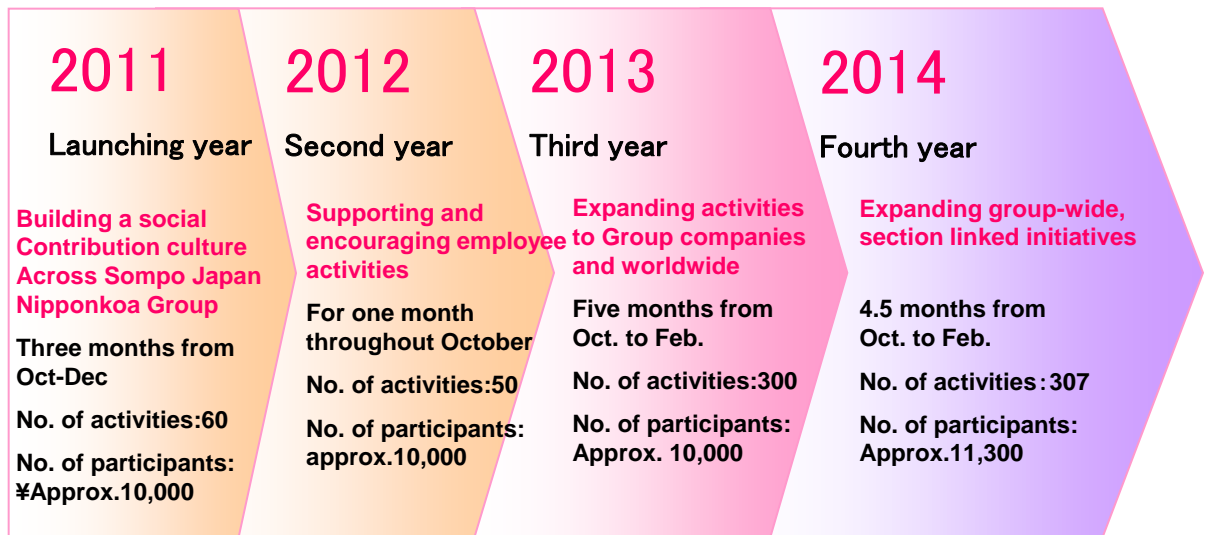 2011
Launching year
Building a social
Contribution culture
Across Sompo Japan
Nipponkoa Group
Three months from
Oct-Dec
No. of activities:60
No. of participants:
¥Approx.10,000
2012
Second year
Supporting and
encouraging employee
activities
For one month
throughout October
No. of activities:50
No. of participants:
approx.10,000
2013
Third year
Expanding activities
to Group companies
and worldwide
Five months from
Oct. to Feb.
No. of activities:300
No. of participants:
Approx. 10,000
2014
Fourth year
Expanding group-wide,
section linked initiatives
4.5 months from
Oct. to Feb.
No. of activities：307
No. of participants:
Approx.11,300